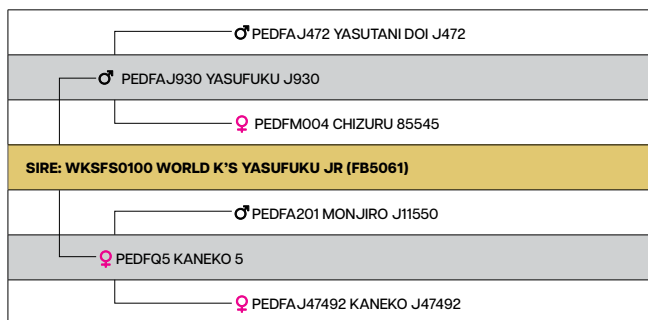 ♂ PEDFAJ472 YASUTANI DOI J472
♂ PEDFAJ930 YASUFUKU J930
♀ PEDFM004 CHIZURU 85545
SIRE: WKSFS0100 WORLD K’S YASUFUKU JR (FB5061)
♂ PEDFA201 MONJIRO J11550
♀ PEDFQ5 KANEKO 5
♀ PEDFAJ47492 KANEKO J47492